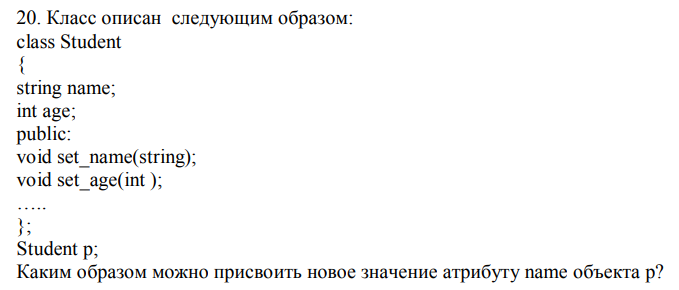 20. Класс описан следующим образом:
class Student
{
string name;
int age;
public:
void set_name(string);
void set_age(int );
…..
};
Student p;
Каким образом можно присвоить новое значение атрибуту name объекта p?